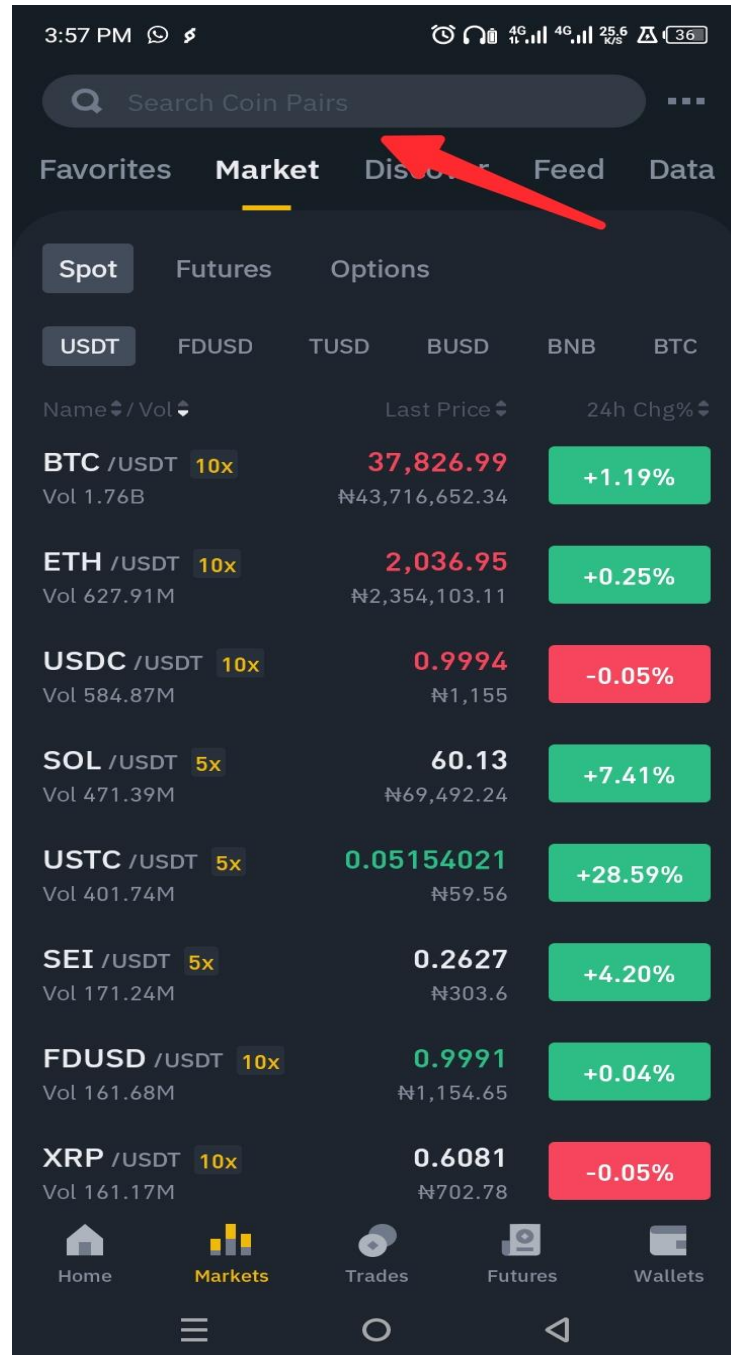 3:57 PM 4G 4G 25.6 K/S 36
Search Coin Pairs
Favorites Market Discover Feed Data
Spot Futures Options
USDT FDUSD TUSD BUSD BNB BTC
Name / Vol Last Price 24h Chg%
BTC /USDT 10x 37,826.99 +1.19%
Vol 1.76B ₦43,716,652.34
ETH /USDT 10x 2,036.95 +0.25%
Vol 627.91M ₦2,354,103.11
USDC /USDT 10x 0.9994 -0.05%
Vol 584.87M ₦1,155
SOL /USDT 5x 60.13 +7.41%
Vol 471.39M ₦69,492.24
USTC /USDT 5x 0.05154021 +28.59%
Vol 401.74M ₦59.56
SEI /USDT 5x 0.2627 +4.20%
Vol 171.24M ₦303.6
FDUSD /USDT 10x 0.9991 +0.04%
Vol 161.68M ₦1,154.65
XRP /USDT 10x 0.6081 -0.05%
Vol 161.17M ₦702.78
Home Markets Trades Futures Wallets